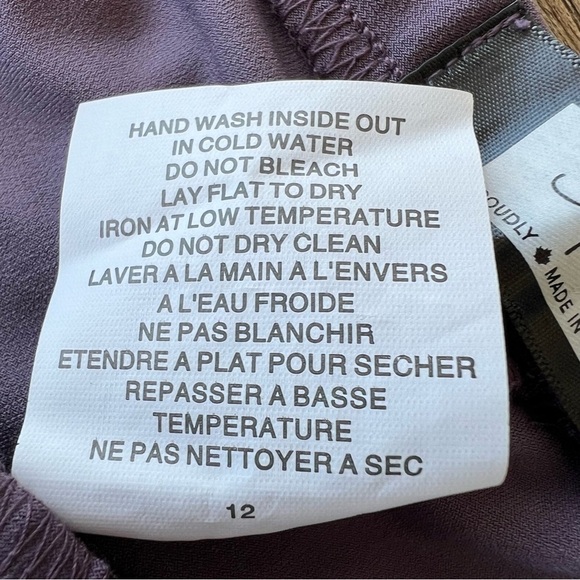 HAND WASH INSIDE OUT
IN COLD WATER
DO NOT BLEACH
LAY FLAT TO DRY
IRON AT LOW TEMPERATURE
DO NOT DRY CLEAN
LAVER A LA MAIN A L'ENVERS
A L'EAU FROIDE
NE PAS BLANCHIR
ETENDRE A PLAT POUR SECHER
REPASSER A BASSE
TEMPERATURE
NE PAS NETTOYER A SEC
12
MADE IN